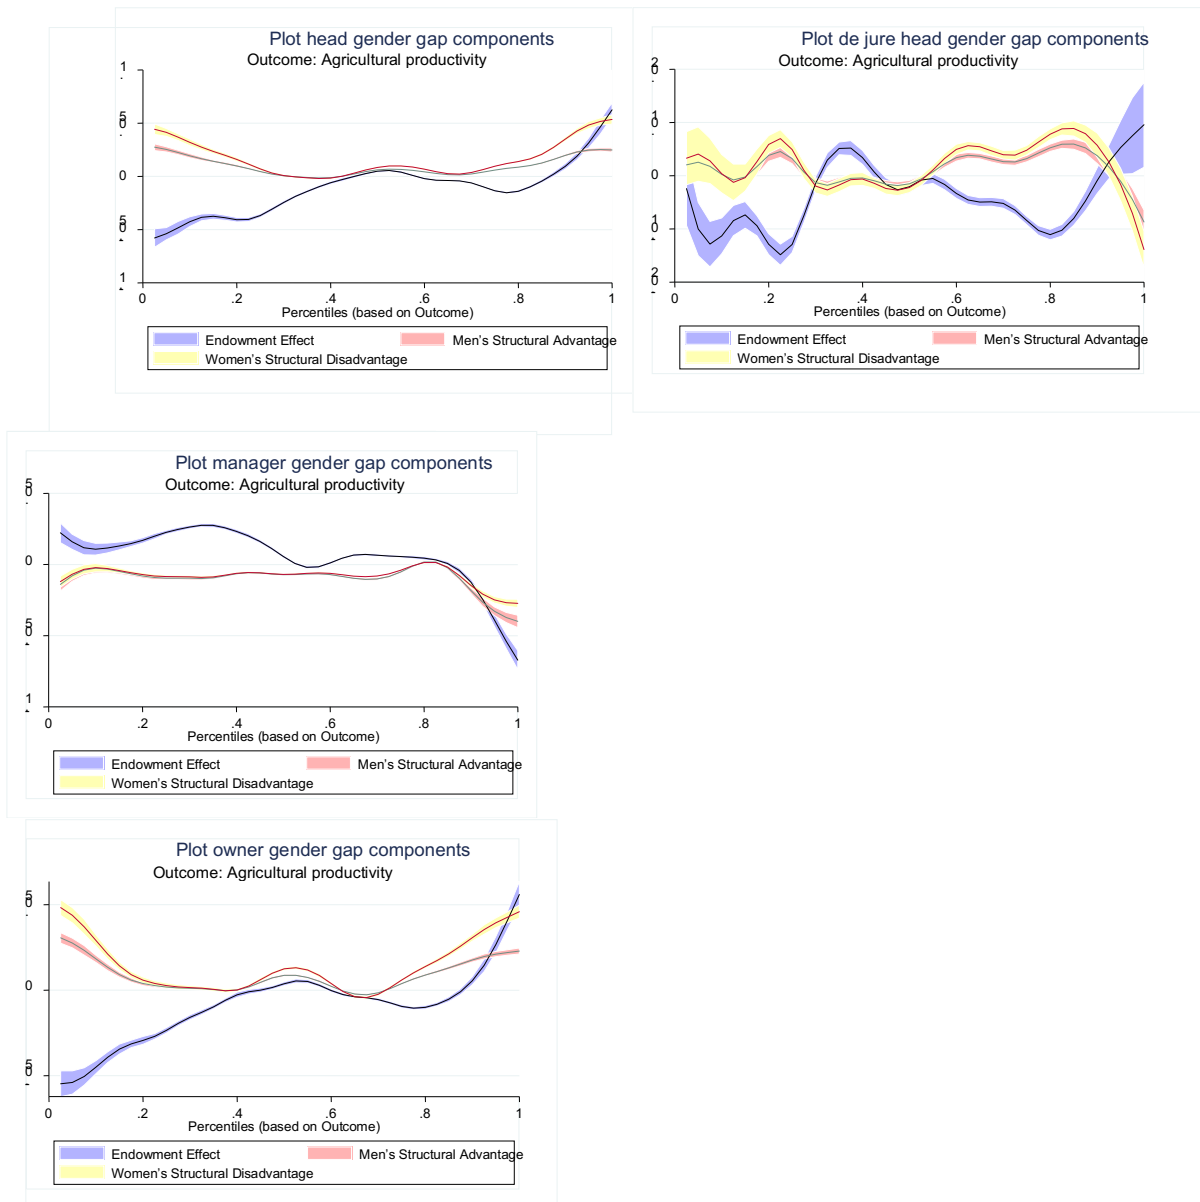 Plot head gender gap components
Outcome: Agricultural productivity
0 .2 .4 .6 .8 1
Percentiles (based on Outcome)
Endowment Effect Men's Structural Advantage
Women's Structural Disadvantage
Plot de jure head gender gap components
Outcome: Agricultural productivity
0 .2 .4 .6 .8 1
Percentiles (based on Outcome)
Endowment Effect Men's Structural Advantage
Women's Structural Disadvantage
Plot manager gender gap components
Outcome: Agricultural productivity
0 .2 .4 .6 .8 1
Percentiles (based on Outcome)
Endowment Effect Men's Structural Advantage
Women's Structural Disadvantage
Plot owner gender gap components
Outcome: Agricultural productivity
0 .2 .4 .6 .8 1
Percentiles (based on Outcome)
Endowment Effect Men's Structural Advantage
Women's Structural Disadvantage